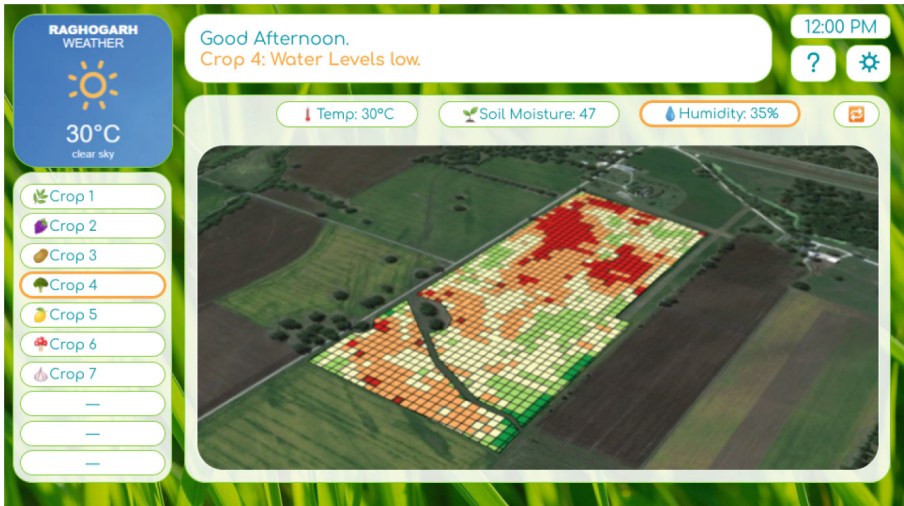 RAGHOGARH
WEATHER
30°C
clear sky
Good Afternoon.
Crop 4: Water Levels low.
12:00 PM
?
Temp: 30°C
Soil Moisture: 47
Humidity: 35%
Crop 1
Crop 2
Crop 3
Crop 4
Crop 5
Crop 6
Crop 7
—
—
—